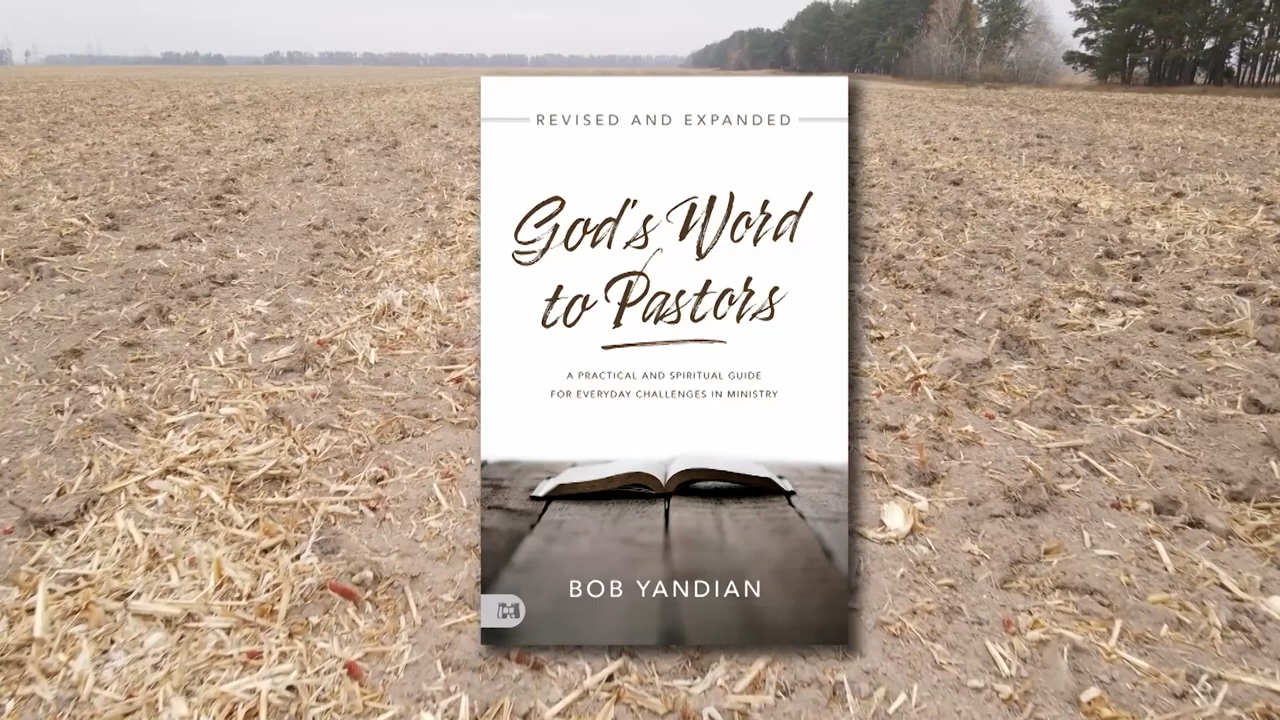 REVISED AND EXPANDED
God's Word
to Pastors
A PRACTICAL AND SPIRITUAL GUIDE
FOR EVERYDAY CHALLENGES IN MINISTRY
BOB YANDIAN